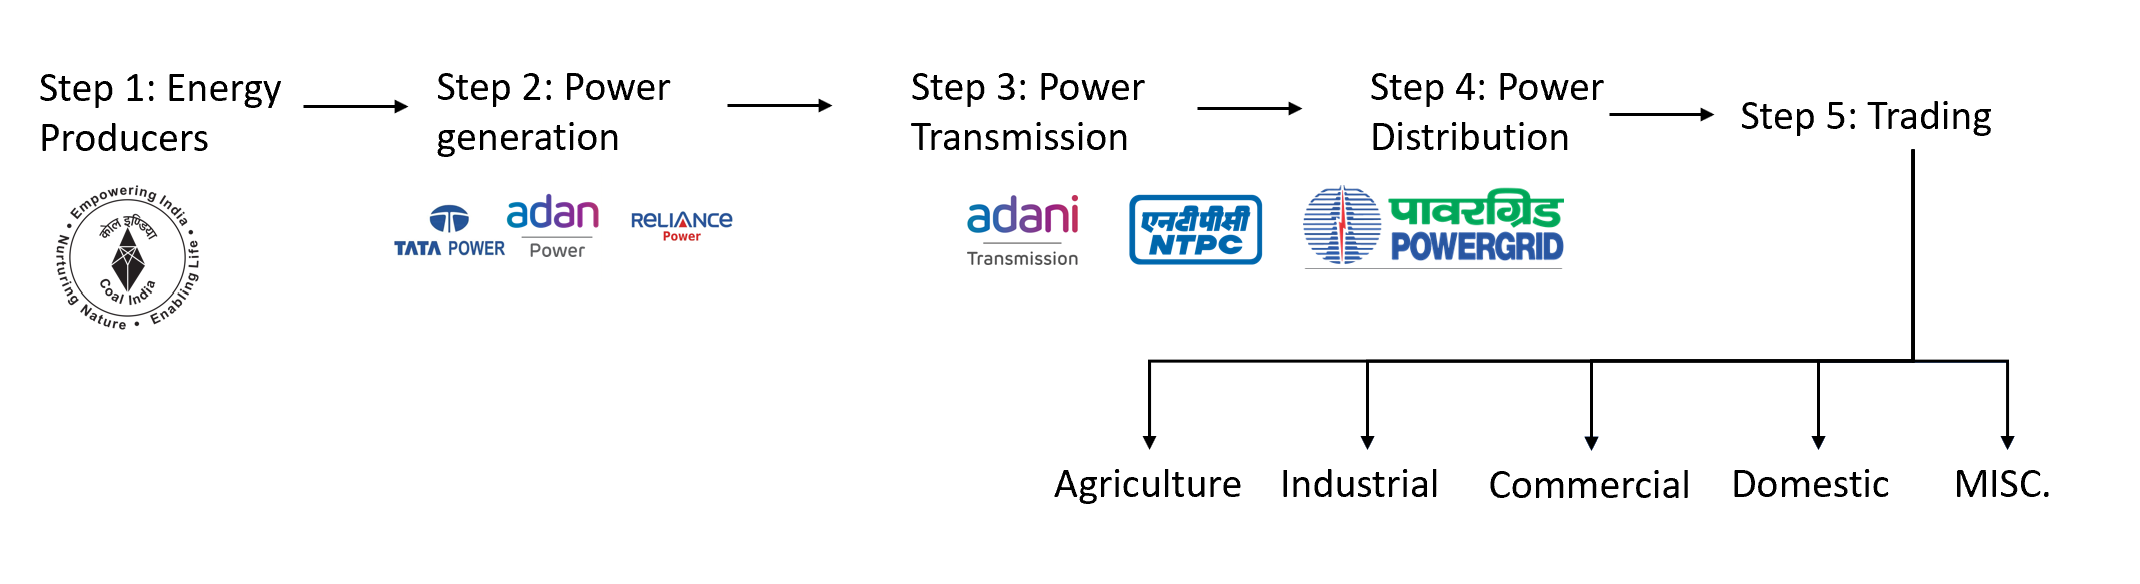 Step 1: Energy
Producers
Step 2: Power
generation
Step 3: Power
Transmission
Step 4: Power
Distribution
Step 5: Trading
• Empowering India • Enabling Life • Nurturing Nature
कोल इण्डिया
Coal India
TATA POWER
adan
Power
RELIANCE
Power
adani
Transmission
एनटीपीसी
NTPC
पावरग्रिड
POWERGRID
Agriculture
Industrial
Commercial
Domestic
MISC.